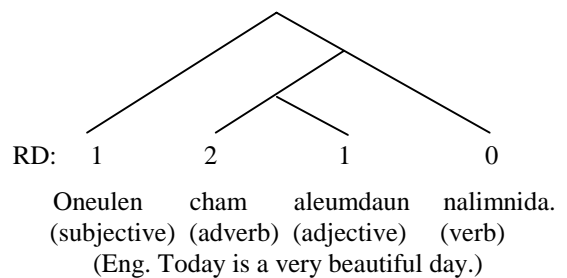 RD: 1 2 1 0
Oneulen cham aleumdaun nalimnida.
(subjective) (adverb) (adjective) (verb)
(Eng. Today is a very beautiful day.)